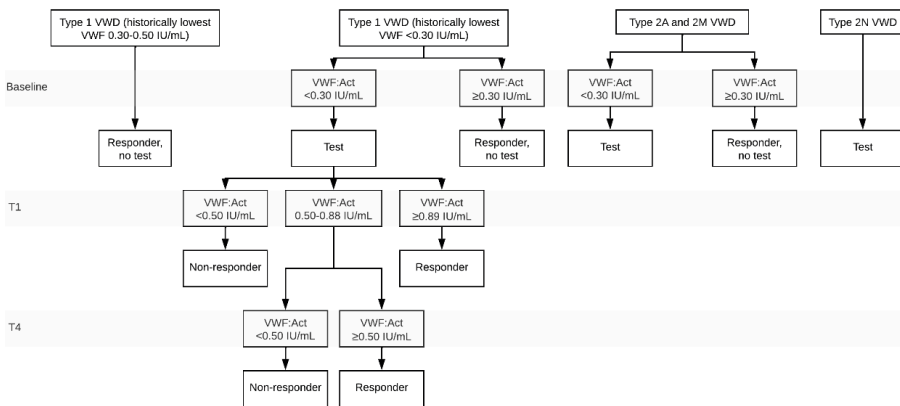 Type 1 VWD (historically lowest
VWF 0.30-0.50 IU/mL)
Type 1 VWD (historically lowest
VWF <0.30 IU/mL)
Type 2A and 2M VWD
Type 2N VWD
Baseline
VWF:Act
<0.30 IU/mL
VWF:Act
≥0.30 IU/mL
VWF:Act
<0.30 IU/mL
VWF:Act
≥0.30 IU/mL
Responder,
no test
Test
Responder,
no test
Test
Responder,
no test
Test
T1
VWF:Act
<0.50 IU/mL
VWF:Act
0.50-0.88 IU/mL
VWF:Act
≥0.89 IU/mL
Non-responder
Responder
T4
VWF:Act
<0.50 IU/mL
VWF:Act
≥0.50 IU/mL
Non-responder
Responder